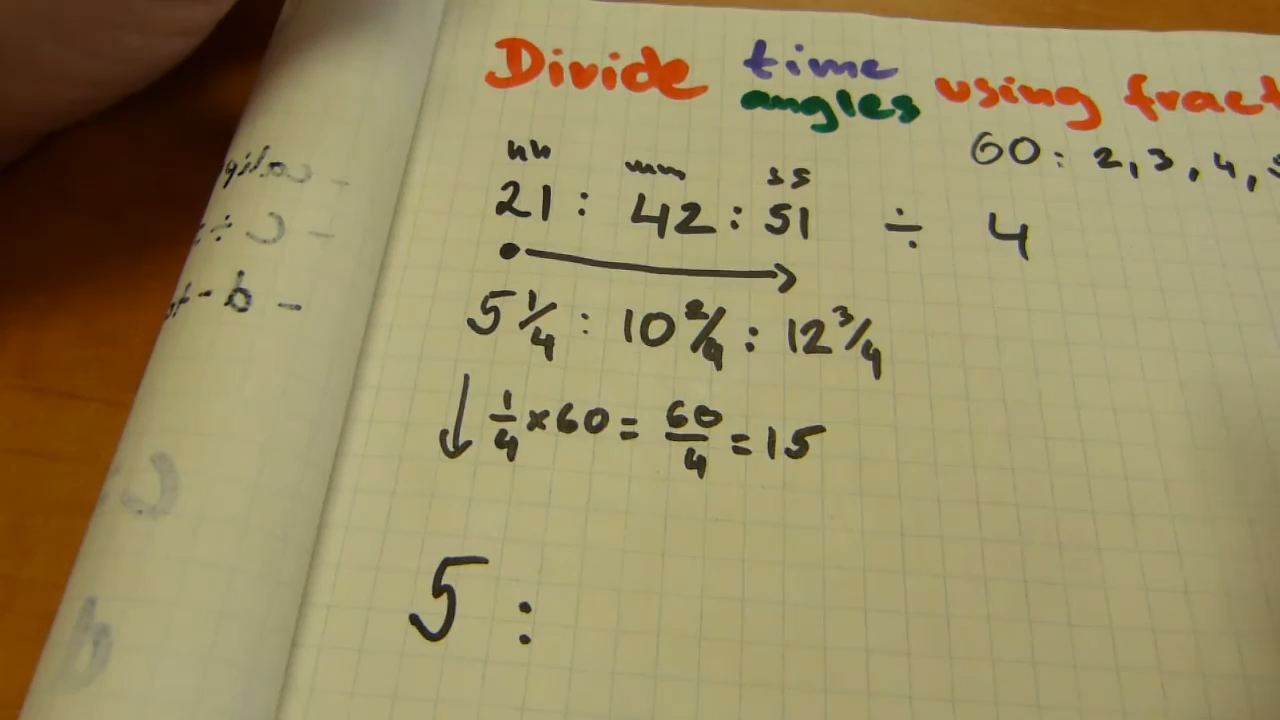 Divide time using fract
angles
60: 2, 3, 4,
hh mm ss
21 : 42 : 51 ÷ 4
5 1/4 : 10 2/4 : 12 3/4
↓ 1/4 × 60 = 60/4 = 15
5 :